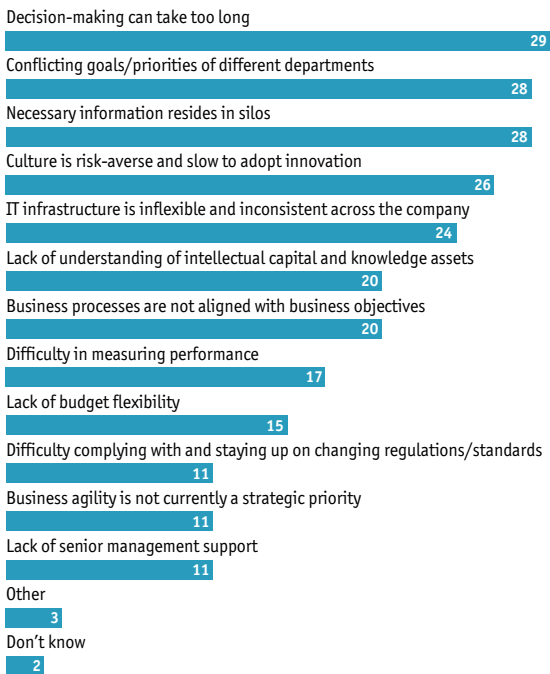 Decision-making can take too long
29
Conflicting goals/priorities of different departments
28
Necessary information resides in silos
28
Culture is risk-averse and slow to adopt innovation
26
IT infrastructure is inflexible and inconsistent across the company
24
Lack of understanding of intellectual capital and knowledge assets
20
Business processes are not aligned with business objectives
20
Difficulty in measuring performance
17
Lack of budget flexibility
15
Difficulty complying with and staying up on changing regulations/standards
11
Business agility is not currently a strategic priority
11
Lack of senior management support
11
Other
3
Don't know
2